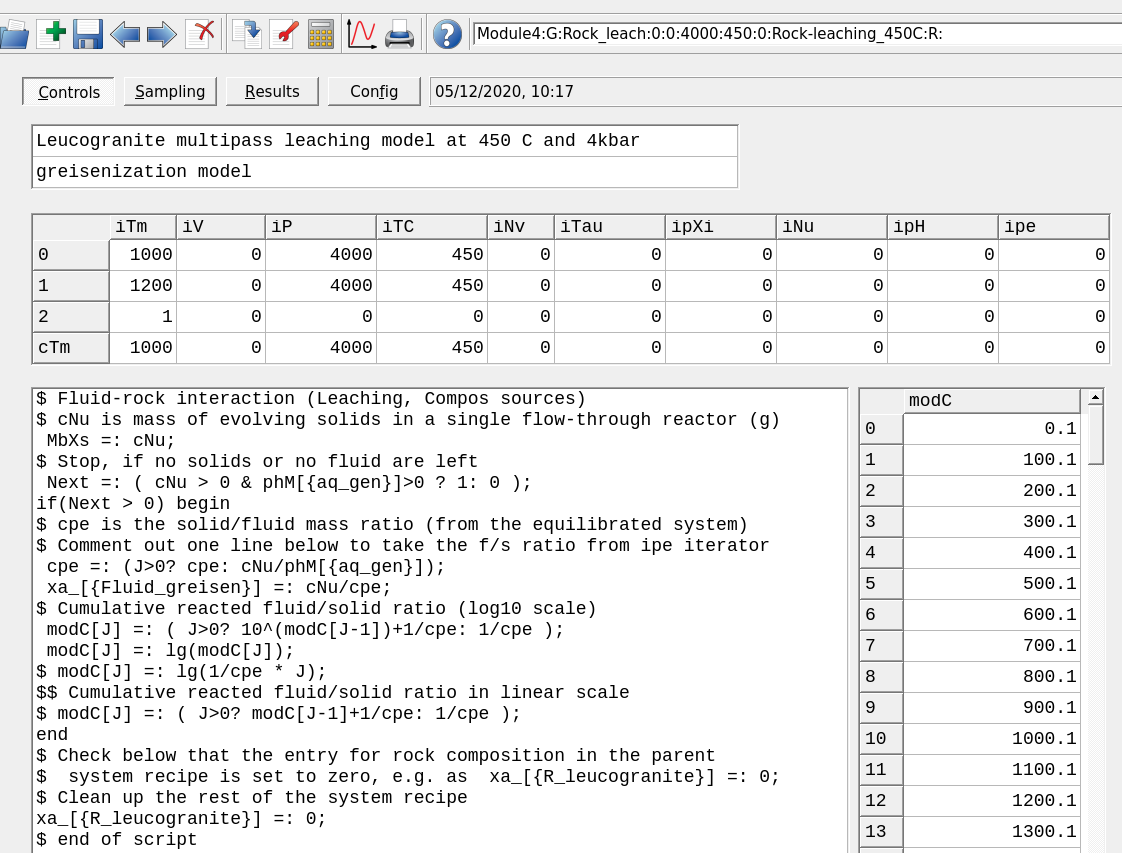 Module4:G:Rock_leach:0:0:4000:450:0:Rock-leaching_450C:R:
Controls Sampling Results Config 05/12/2020, 10:17
Leucogranite multipass leaching model at 450 C and 4kbar
greisenization model
iTm iV iP iTC iNv iTau ipXi iNu ipH ipe
0 1000 0 4000 450 0 0 0 0 0 0
1 1200 0 4000 450 0 0 0 0 0 0
2 1 0 0 0 0 0 0 0 0 0
cTm 1000 0 4000 450 0 0 0 0 0 0
$ Fluid-rock interaction (Leaching, Compos sources)
$ cNu is mass of evolving solids in a single flow-through reactor (g)
MbXs =: cNu;
$ Stop, if no solids or no fluid are left
Next =: ( cNu > 0 & phM[{aq_gen}]>0 ? 1: 0 );
if(Next > 0) begin
$ cpe is the solid/fluid mass ratio (from the equilibrated system)
$ Comment out one line below to take the f/s ratio from ipe iterator
cpe =: (J>0? cpe: cNu/phM[{aq_gen}]);
xa_[{Fluid_greisen}] =: cNu/cpe;
$ Cumulative reacted fluid/solid ratio (log10 scale)
modC[J] =: ( J>0? 10^(modC[J-1])+1/cpe: 1/cpe );
modC[J] =: lg(modC[J]);
$ modC[J] =: lg(1/cpe * J);
$$ Cumulative reacted fluid/solid ratio in linear scale
$ modC[J] =: ( J>0? modC[J-1]+1/cpe: 1/cpe );
end
$ Check below that the entry for rock composition in the parent
$  system recipe is set to zero, e.g. as  xa_[{R_leucogranite}] =: 0;
$ Clean up the rest of the system recipe
xa_[{R_leucogranite}] =: 0;
$ end of script
modC
0 0.1
1 100.1
2 200.1
3 300.1
4 400.1
5 500.1
6 600.1
7 700.1
8 800.1
9 900.1
10 1000.1
11 1100.1
12 1200.1
13 1300.1